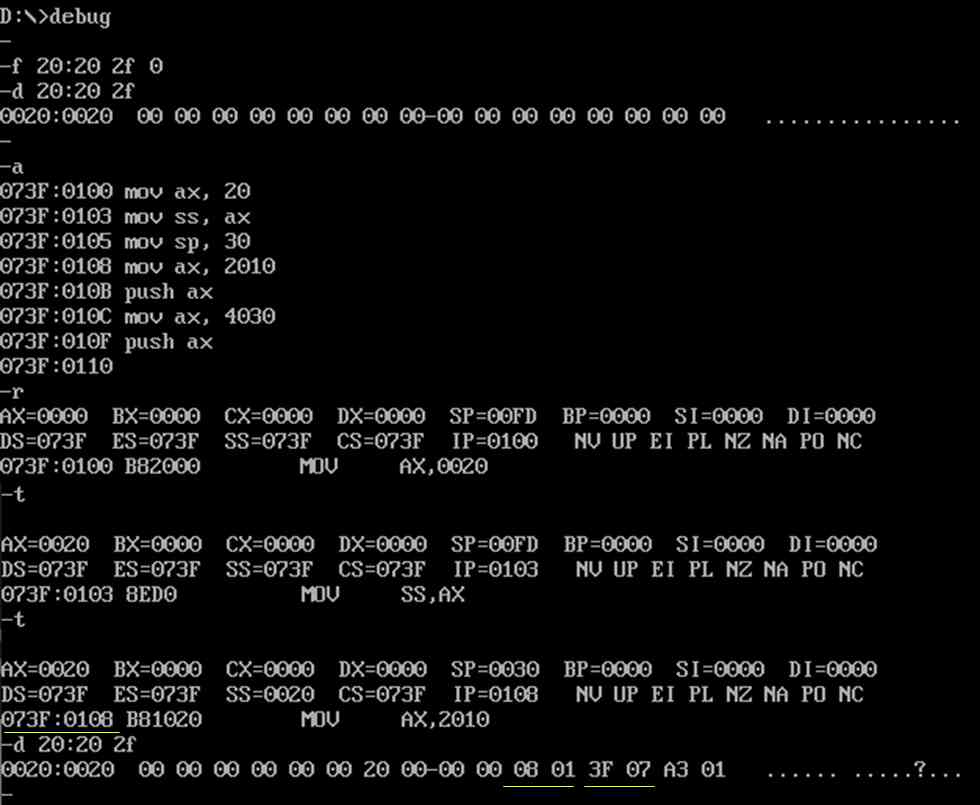 D:\>debug
-
-f 20:20 2f 0
-d 20:20 2f
0020:0020  00 00 00 00 00 00 00 00-00 00 00 00 00 00 00 00   ................
-
-a
073F:0100 mov ax, 20
073F:0103 mov ss, ax
073F:0105 mov sp, 30
073F:0108 mov ax, 2010
073F:010B push ax
073F:010C mov ax, 4030
073F:010F push ax
073F:0110
-r
AX=0000  BX=0000  CX=0000  DX=0000  SP=00FD  BP=0000  SI=0000  DI=0000
DS=073F  ES=073F  SS=073F  CS=073F  IP=0100   NV UP EI PL NZ NA PO NC
073F:0100 B82000        MOV     AX,0020
-t
AX=0020  BX=0000  CX=0000  DX=0000  SP=00FD  BP=0000  SI=0000  DI=0000
DS=073F  ES=073F  SS=073F  CS=073F  IP=0103   NV UP EI PL NZ NA PO NC
073F:0103 8ED0          MOV     SS,AX
-t
AX=0020  BX=0000  CX=0000  DX=0000  SP=0030  BP=0000  SI=0000  DI=0000
DS=073F  ES=073F  SS=0020  CS=073F  IP=0108   NV UP EI PL NZ NA PO NC
073F:0108 B81020        MOV     AX,2010
-d 20:20 2f
0020:0020  00 00 00 00 00 00 20 00-00 00 08 01 3F 07 A3 01   ...... .....?...
-